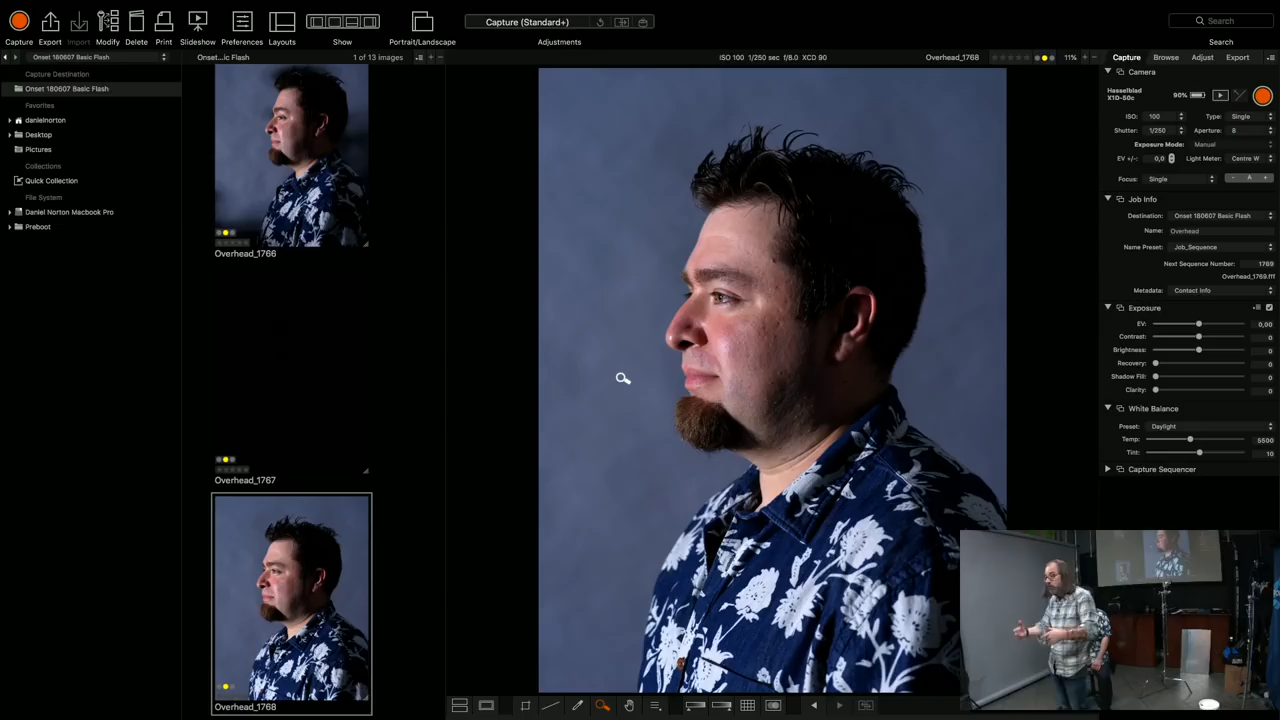 Capture Export Import Modify Delete Print Slideshow Preferences Layouts Show Portrait/Landscape
Capture (Standard+)
Adjustments
Search
Search
Onset 180607 Basic Flash
Onset...ic Flash
1 of 13 images
ISO 100 1/250 sec f/8.0 XCD 90
Overhead_1768
11%
Capture Browse Adjust Export
Capture Destination
Onset 180607 Basic Flash
Favorites
danielnorton
Desktop
Pictures
Collections
Quick Collection
File System
Daniel Norton Macbook Pro
Preboot
Overhead_1766
Overhead_1767
Overhead_1768
Camera
Hasselblad
X1D-50c
90%
ISO: 100 Type: Single
Shutter: 1/250 Aperture: 8
Exposure Mode: Manual
EV +/-: 0,0 Light Meter: Centre W
Focus: Single - A +
Job Info
Destination: Onset 180607 Basic Flash
Name: Overhead
Name Preset: Job_Sequence
Next Sequence Number: 1769
Overhead_1769.fff
Metadata: Contact Info
Exposure
EV: 0,00
Contrast: 0
Brightness: 0
Recovery: 0
Shadow Fill: 0
Clarity: 0
White Balance
Preset: Daylight
Temp: 5500
Tint: 10
Capture Sequencer